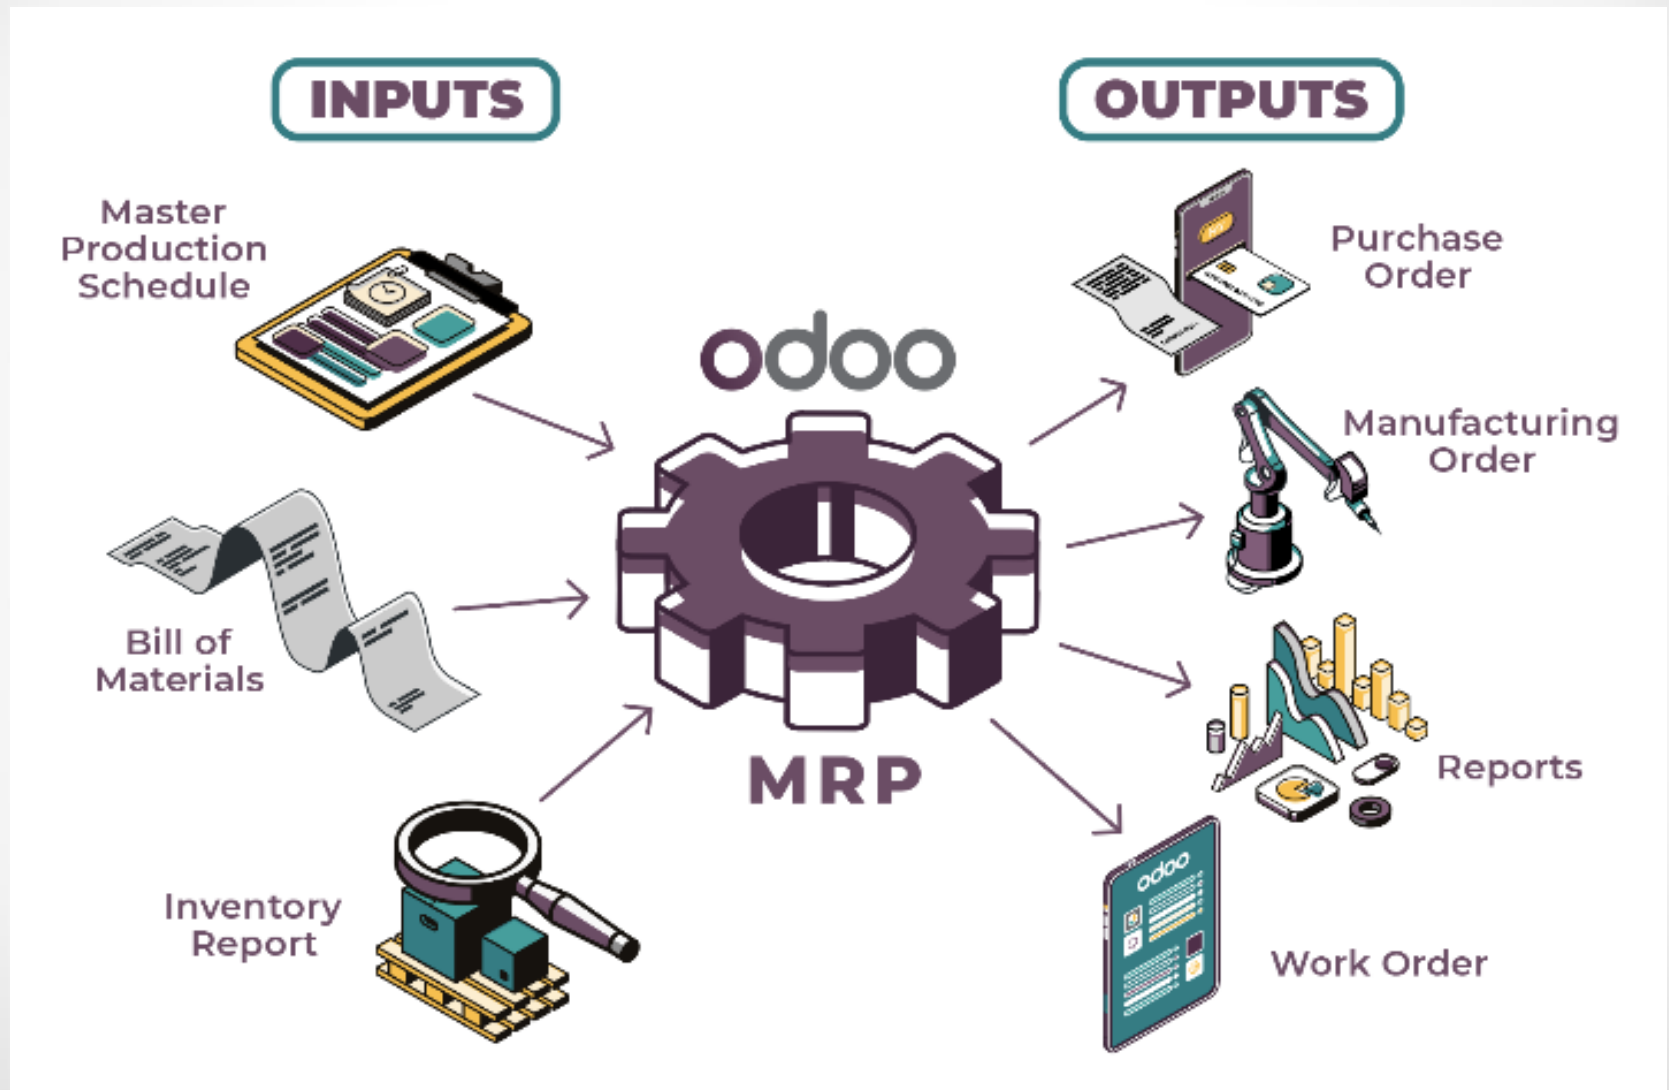 INPUTS
OUTPUTS
Master
Production
Schedule
Bill of
Materials
Inventory
Report
odoo
MRP
Purchase
Order
Manufacturing
Order
Reports
odoo
Work Order